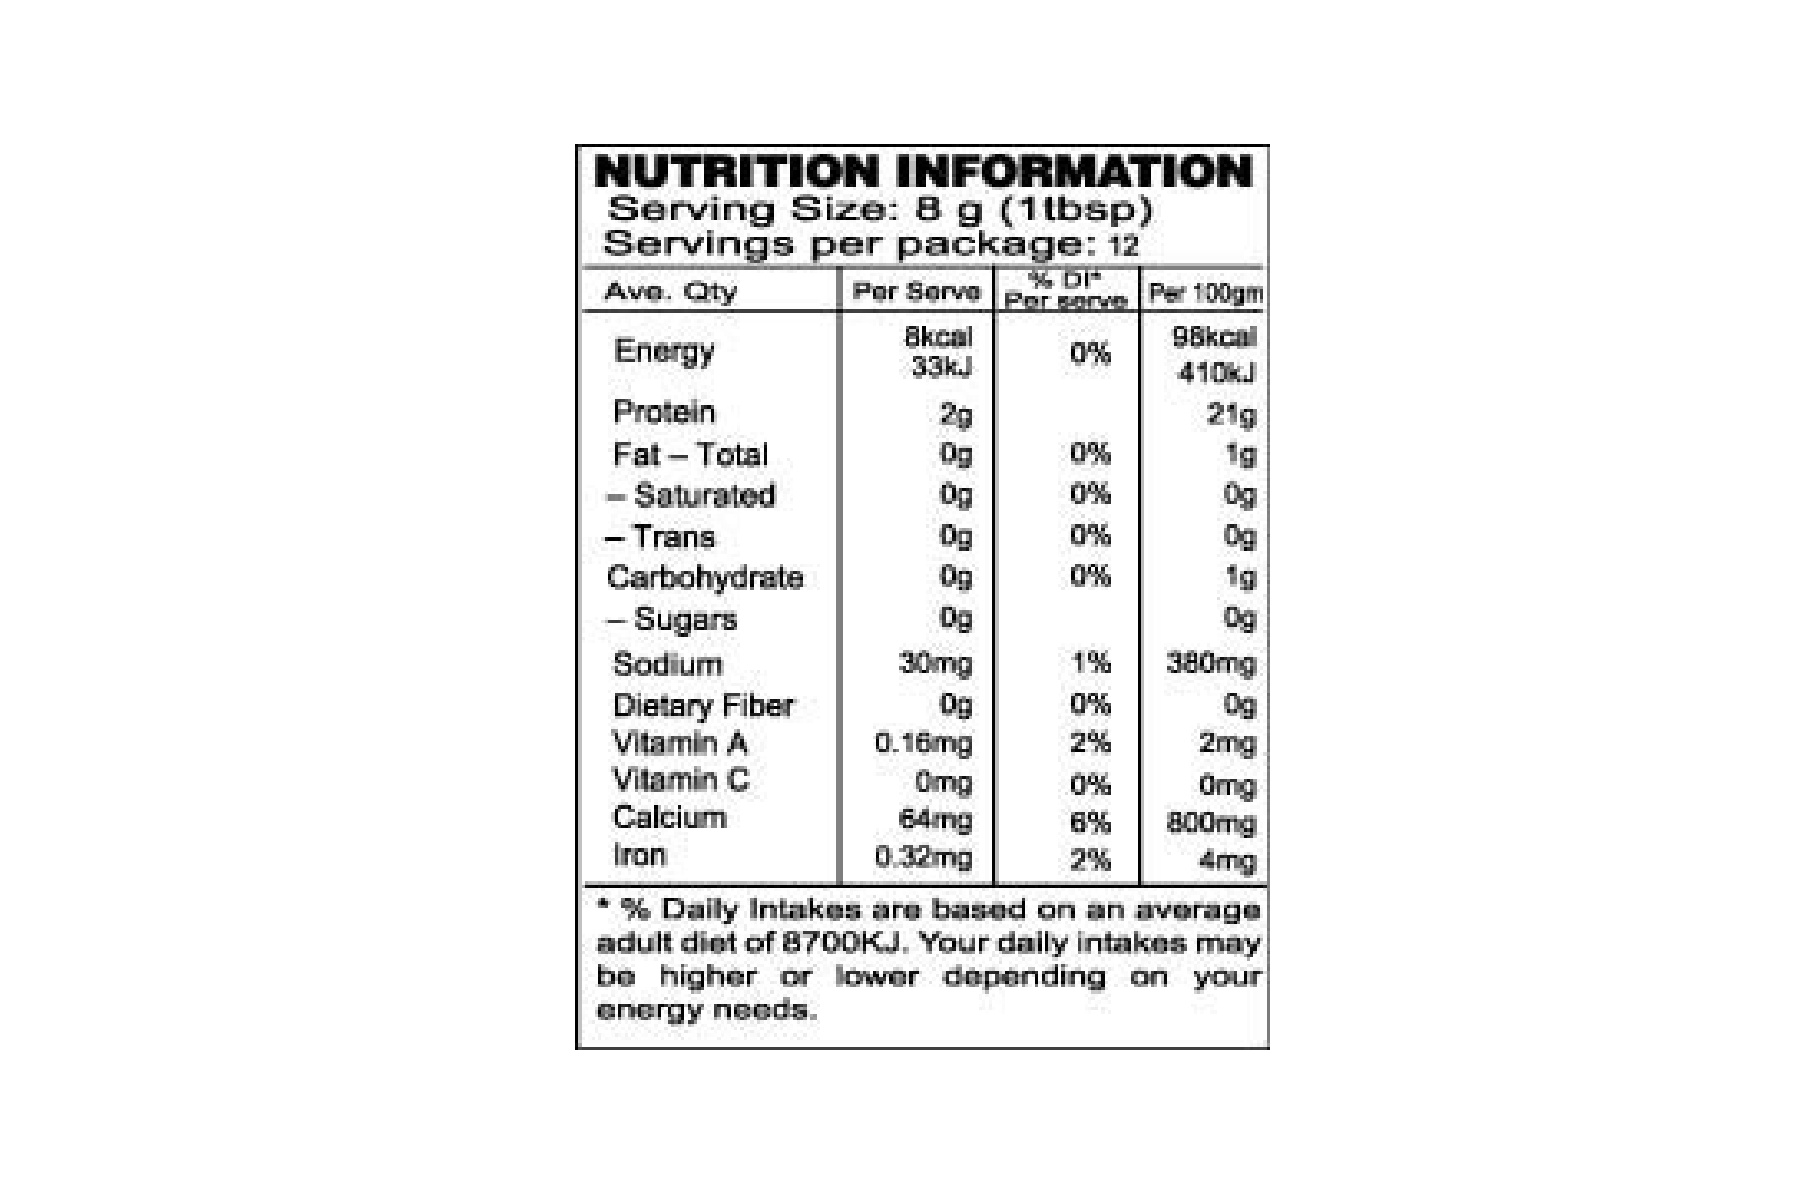 NUTRITION INFORMATION
Serving Size: 8 g (1tbsp)
Servings per package: 12
Ave. Qty Per Serve % DI* Per serve Per 100gm
Energy 8kcal 33kJ 0% 98kcal 410kJ
Protein 2g 21g
Fat – Total 0g 0% 1g
– Saturated 0g 0% 0g
– Trans 0g 0% 0g
Carbohydrate 0g 0% 1g
– Sugars 0g 0g
Sodium 30mg 1% 380mg
Dietary Fiber 0g 0% 0g
Vitamin A 0.16mg 2% 2mg
Vitamin C 0mg 0% 0mg
Calcium 64mg 6% 800mg
Iron 0.32mg 2% 4mg
* % Daily Intakes are based on an average
adult diet of 8700KJ. Your daily intakes may
be higher or lower depending on your
energy needs.